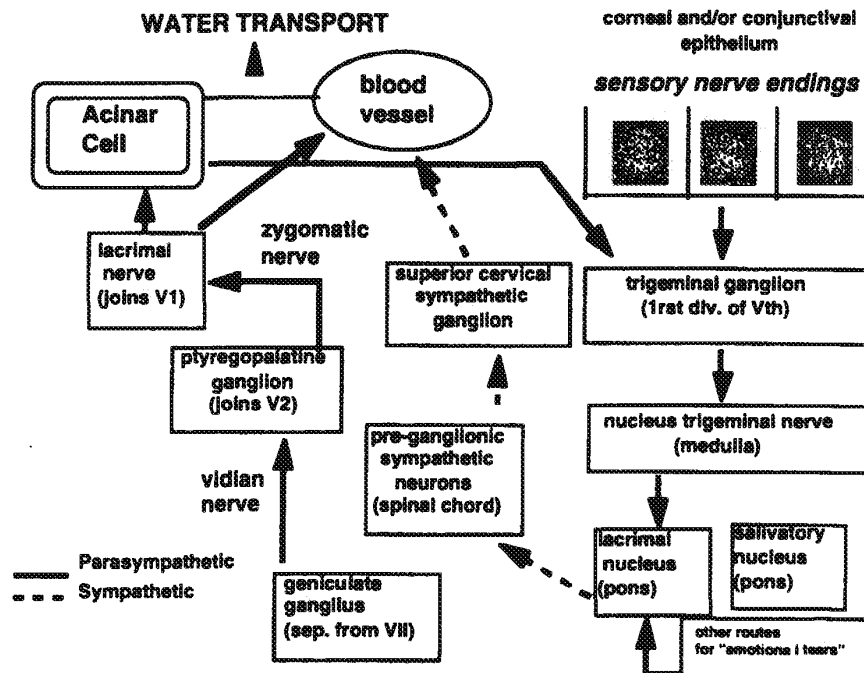 WATER TRANSPORT
corneal and/or conjunctival
epithelium
sensory nerve endings
blood
vessel
Acinar
Cell
zygomatic
nerve
lacrimal
nerve
(joins V1)
superior cervical
sympathetic
ganglion
trigeminal ganglion
(1rst div. of Vth)
ptyregopalatine
ganglion
(joins V2)
nucleus trigeminal nerve
(medulla)
pre-ganglionic
sympathetic
neurons
(spinal chord)
vidian
nerve
lacrimal
nucleus
(pons)
salivatory
nucleus
(pons)
Parasympathetic
Sympathetic
geniculate
ganglius
(sep. from VII)
other routes
for "emotiona l tears"